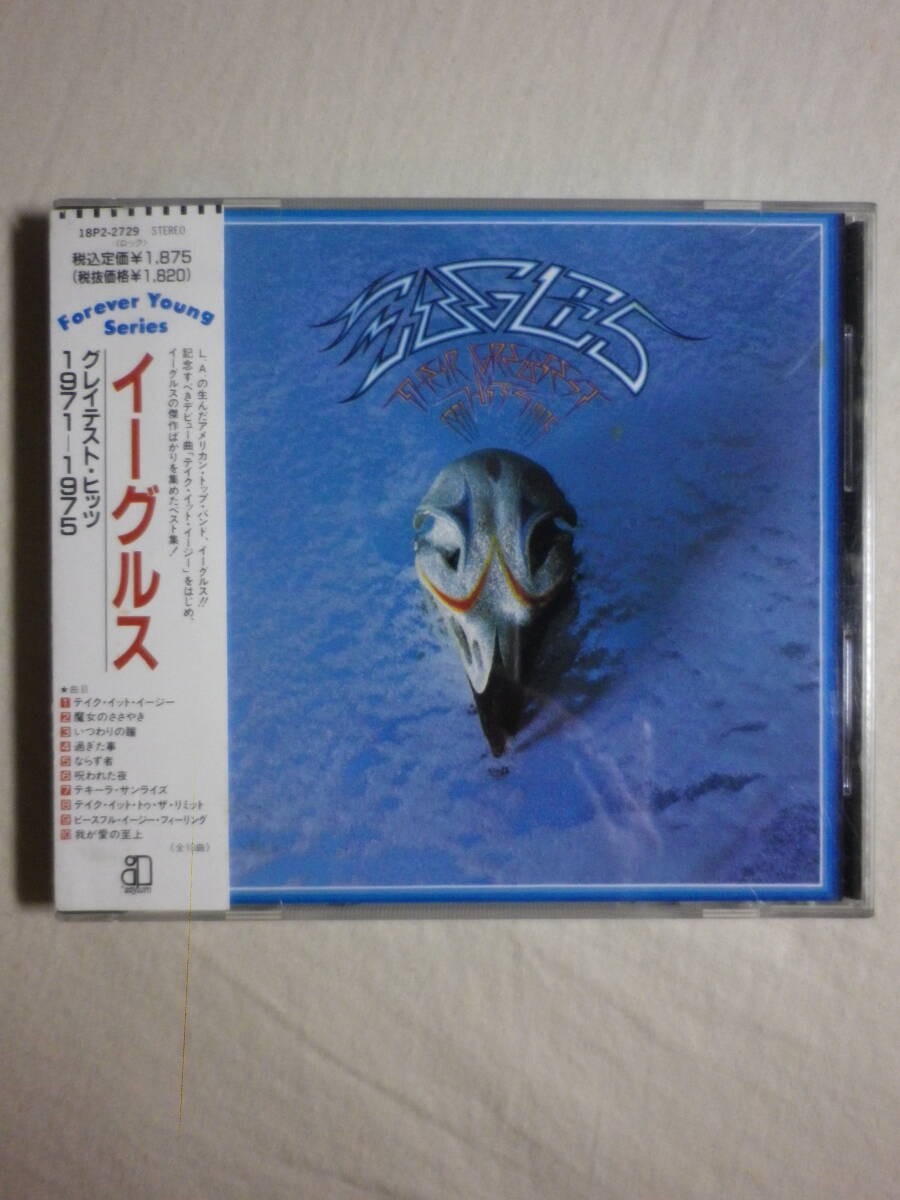 18P2-2729 STEREO
〈ロック〉
税込定価¥1,875
(税抜価格¥1,820)
Forever Young
Series
L.A.の生んだアメリカン・トップ・バンド、イーグルス!!
記念すべきデビュー曲「テイク・イット・イージー」をはじめ、
イーグルスの傑作ばかりを集めたベスト集!
イーグルス
グレイテスト・ヒッツ
1971—1975
★曲目
1 テイク・イット・イージー
2 魔女のささやき
3 いつわりの瞳
4 過ぎた事
5 ならず者
6 呪われた夜
7 テキーラ・サンライズ
8 テイク・イット・トゥ・ザ・リミット
9 ピースフル・イージー・フィーリング
10 我が愛の至上
〈全10曲〉
asylum
EAGLES
THEIR GREATEST
HITS